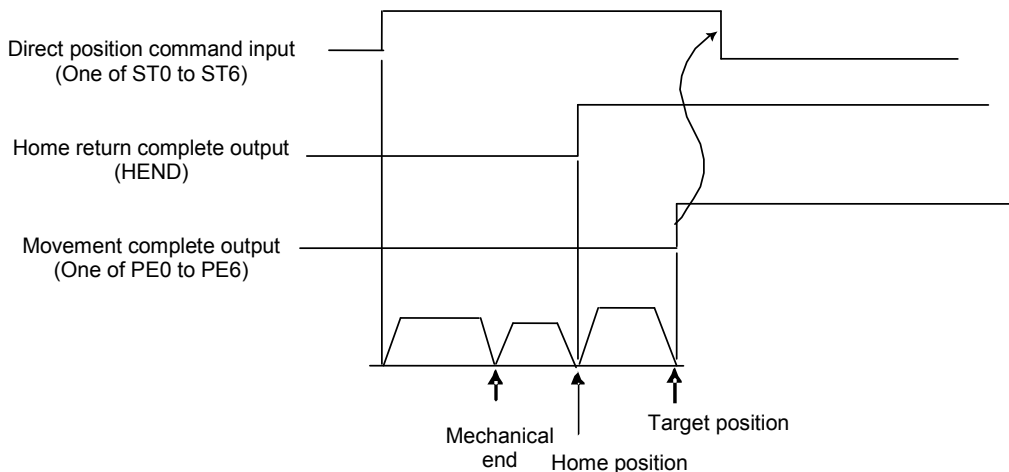 Direct position command input
(One of ST0 to ST6)
Home return complete output
(HEND)
Movement complete output
(One of PE0 to PE6)
Mechanical
end
Home position
Target position